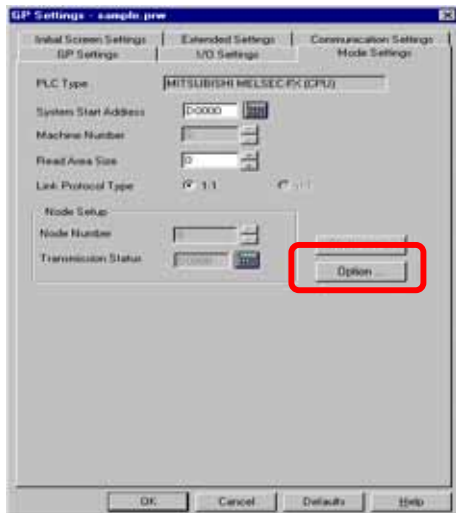 GP Settings - sample.prw
Initial Screen Settings Extended Settings Communication Settings
GP Settings I/O Settings Mode Settings
PLC Type MITSUBISHI MELSEC-FX (CPU)
System Start Address D-0000
Machine Number
Read Area Size 0
Link Protocol Type 1:1
Node Setup
Node Number
Transmission Status
Option ...
OK Cancel Defaults Help